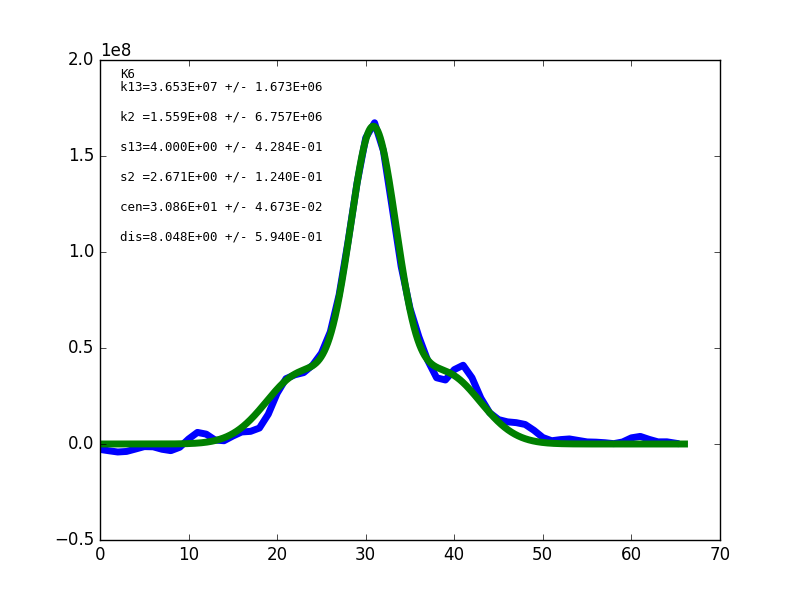 1e8
2.0
K6
k13=3.653E+07 +/- 1.673E+06
k2 =1.559E+08 +/- 6.757E+06
1.5
s13=4.000E+00 +/- 4.284E-01
s2 =2.671E+00 +/- 1.240E-01
cen=3.086E+01 +/- 4.673E-02
dis=8.048E+00 +/- 5.940E-01
1.0
0.5
0.0
−0.5
0 10 20 30 40 50 60 70